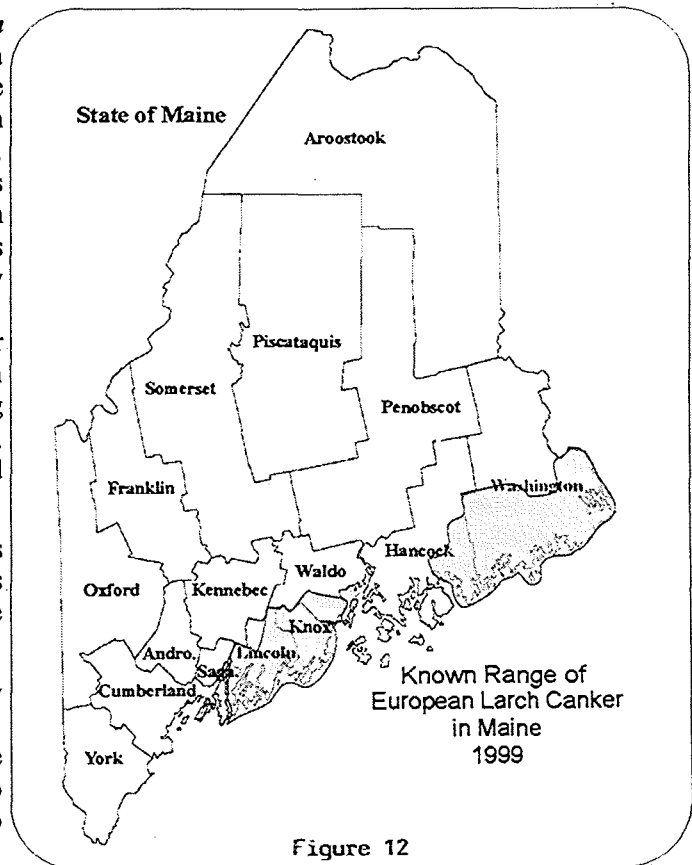 State of Maine
Aroostook
Piscataquis
Somerset
Penobscot
Franklin
Washington
Hancock
Waldo
Oxford
Kennebec
Knox
Andro.
Saga.
Lincoln
Cumberland
York
Known Range of
European Larch Canker
in Maine
1999
Figure 12